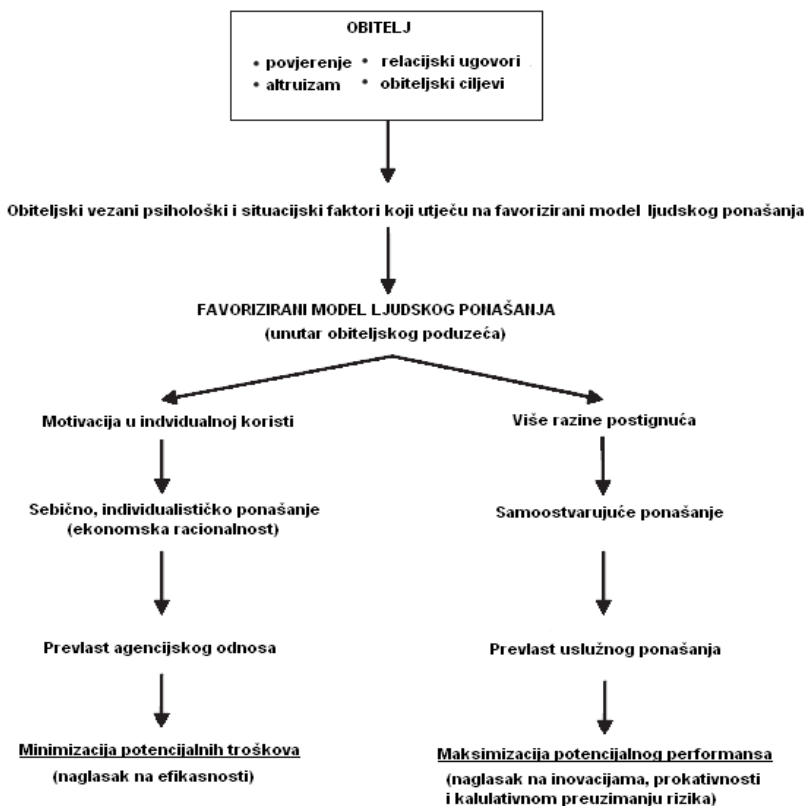 OBITELJ
• povjerenje • relacijski ugovori
• altruizam • obiteljski ciljevi
Obiteljski vezani psihološki i situacijski faktori koji utječu na favorizirani model ljudskog ponašanja
FAVORIZIRANI MODEL LJUDSKOG PONAŠANJA
(unutar obiteljskog poduzeća)
Motivacija u indvidualnoj koristi
Sebično, individualističko ponašanje
(ekonomska racionalnost)
Prevlast agencijskog odnosa
Minimizacija potencijalnih troškova
(naglasak na efikasnosti)
Više razine postignuća
Samoostvarujuće ponašanje
Prevlast uslužnog ponašanja
Maksimizacija potencijalnog performansa
(naglasak na inovacijama, prokativnosti
i kalulativnom preuzimanju rizika)